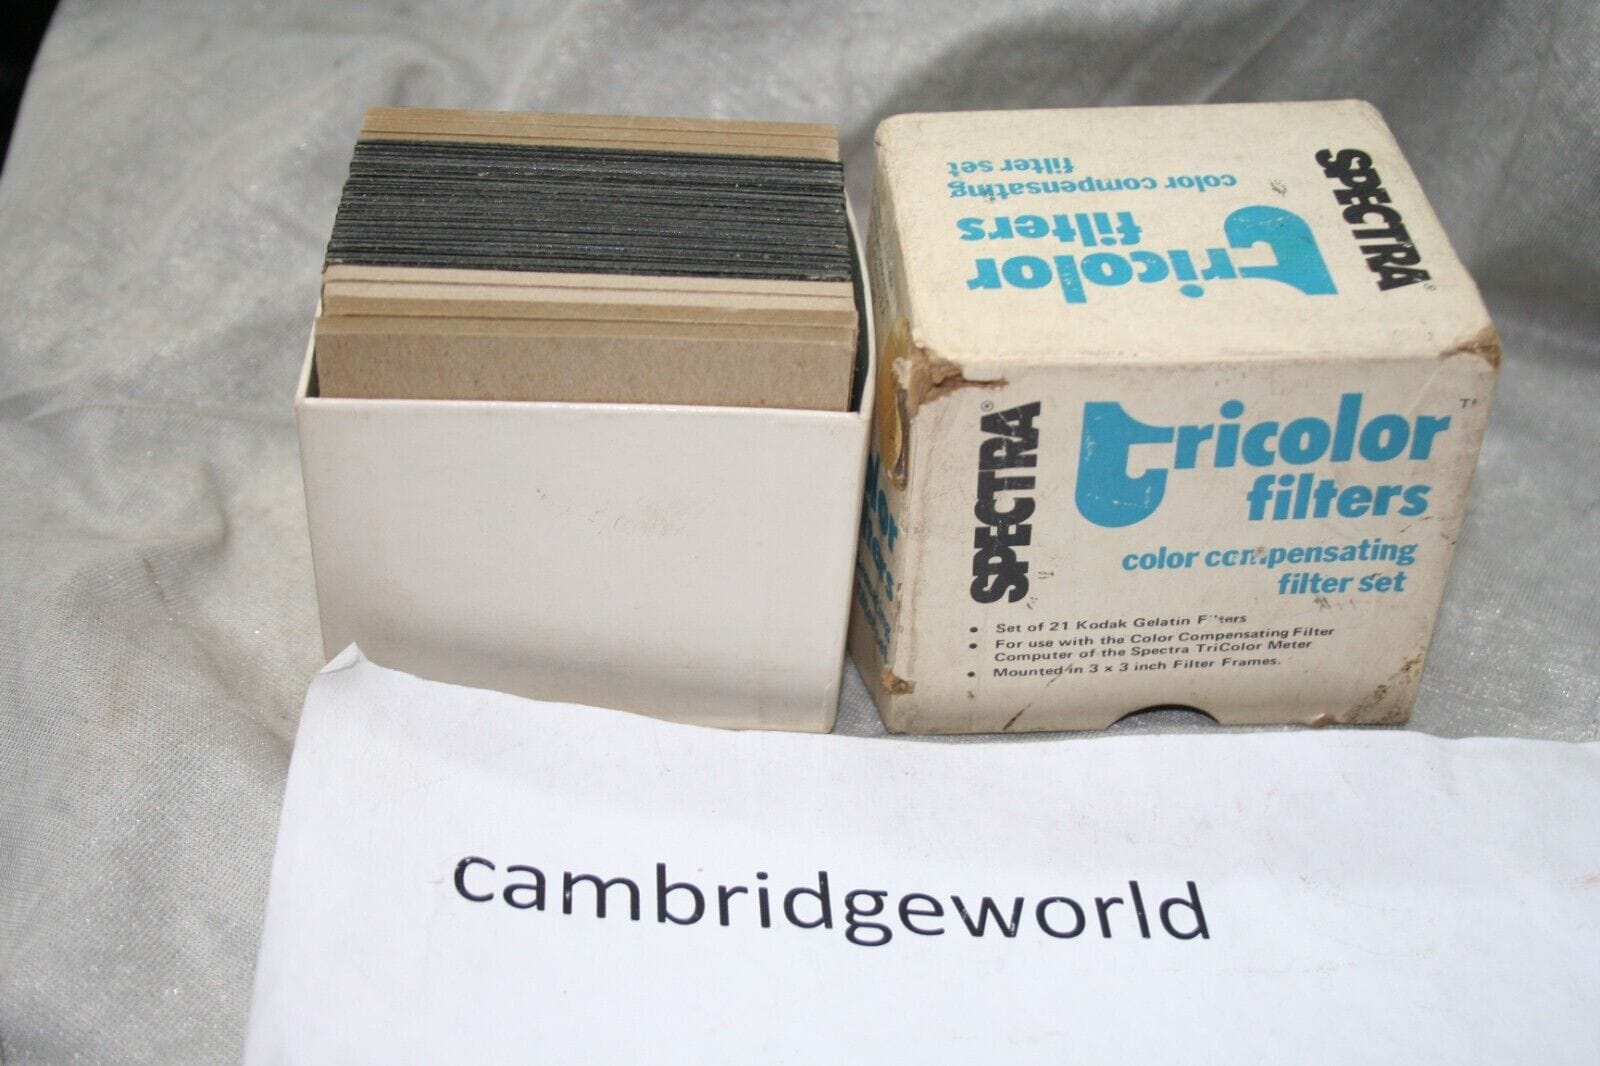 SPECTRA®
Tricolor
filters
color compensating
filter set
SPECTRA®
Tricolor™
filters
color compensating
filter set
• Set of 21 Kodak Gelatin Filters
• For use with the Color Compensating Filter
Computer of the Spectra TriColor Meter
• Mounted in 3 x 3 inch Filter Frames.
cambridgeworld